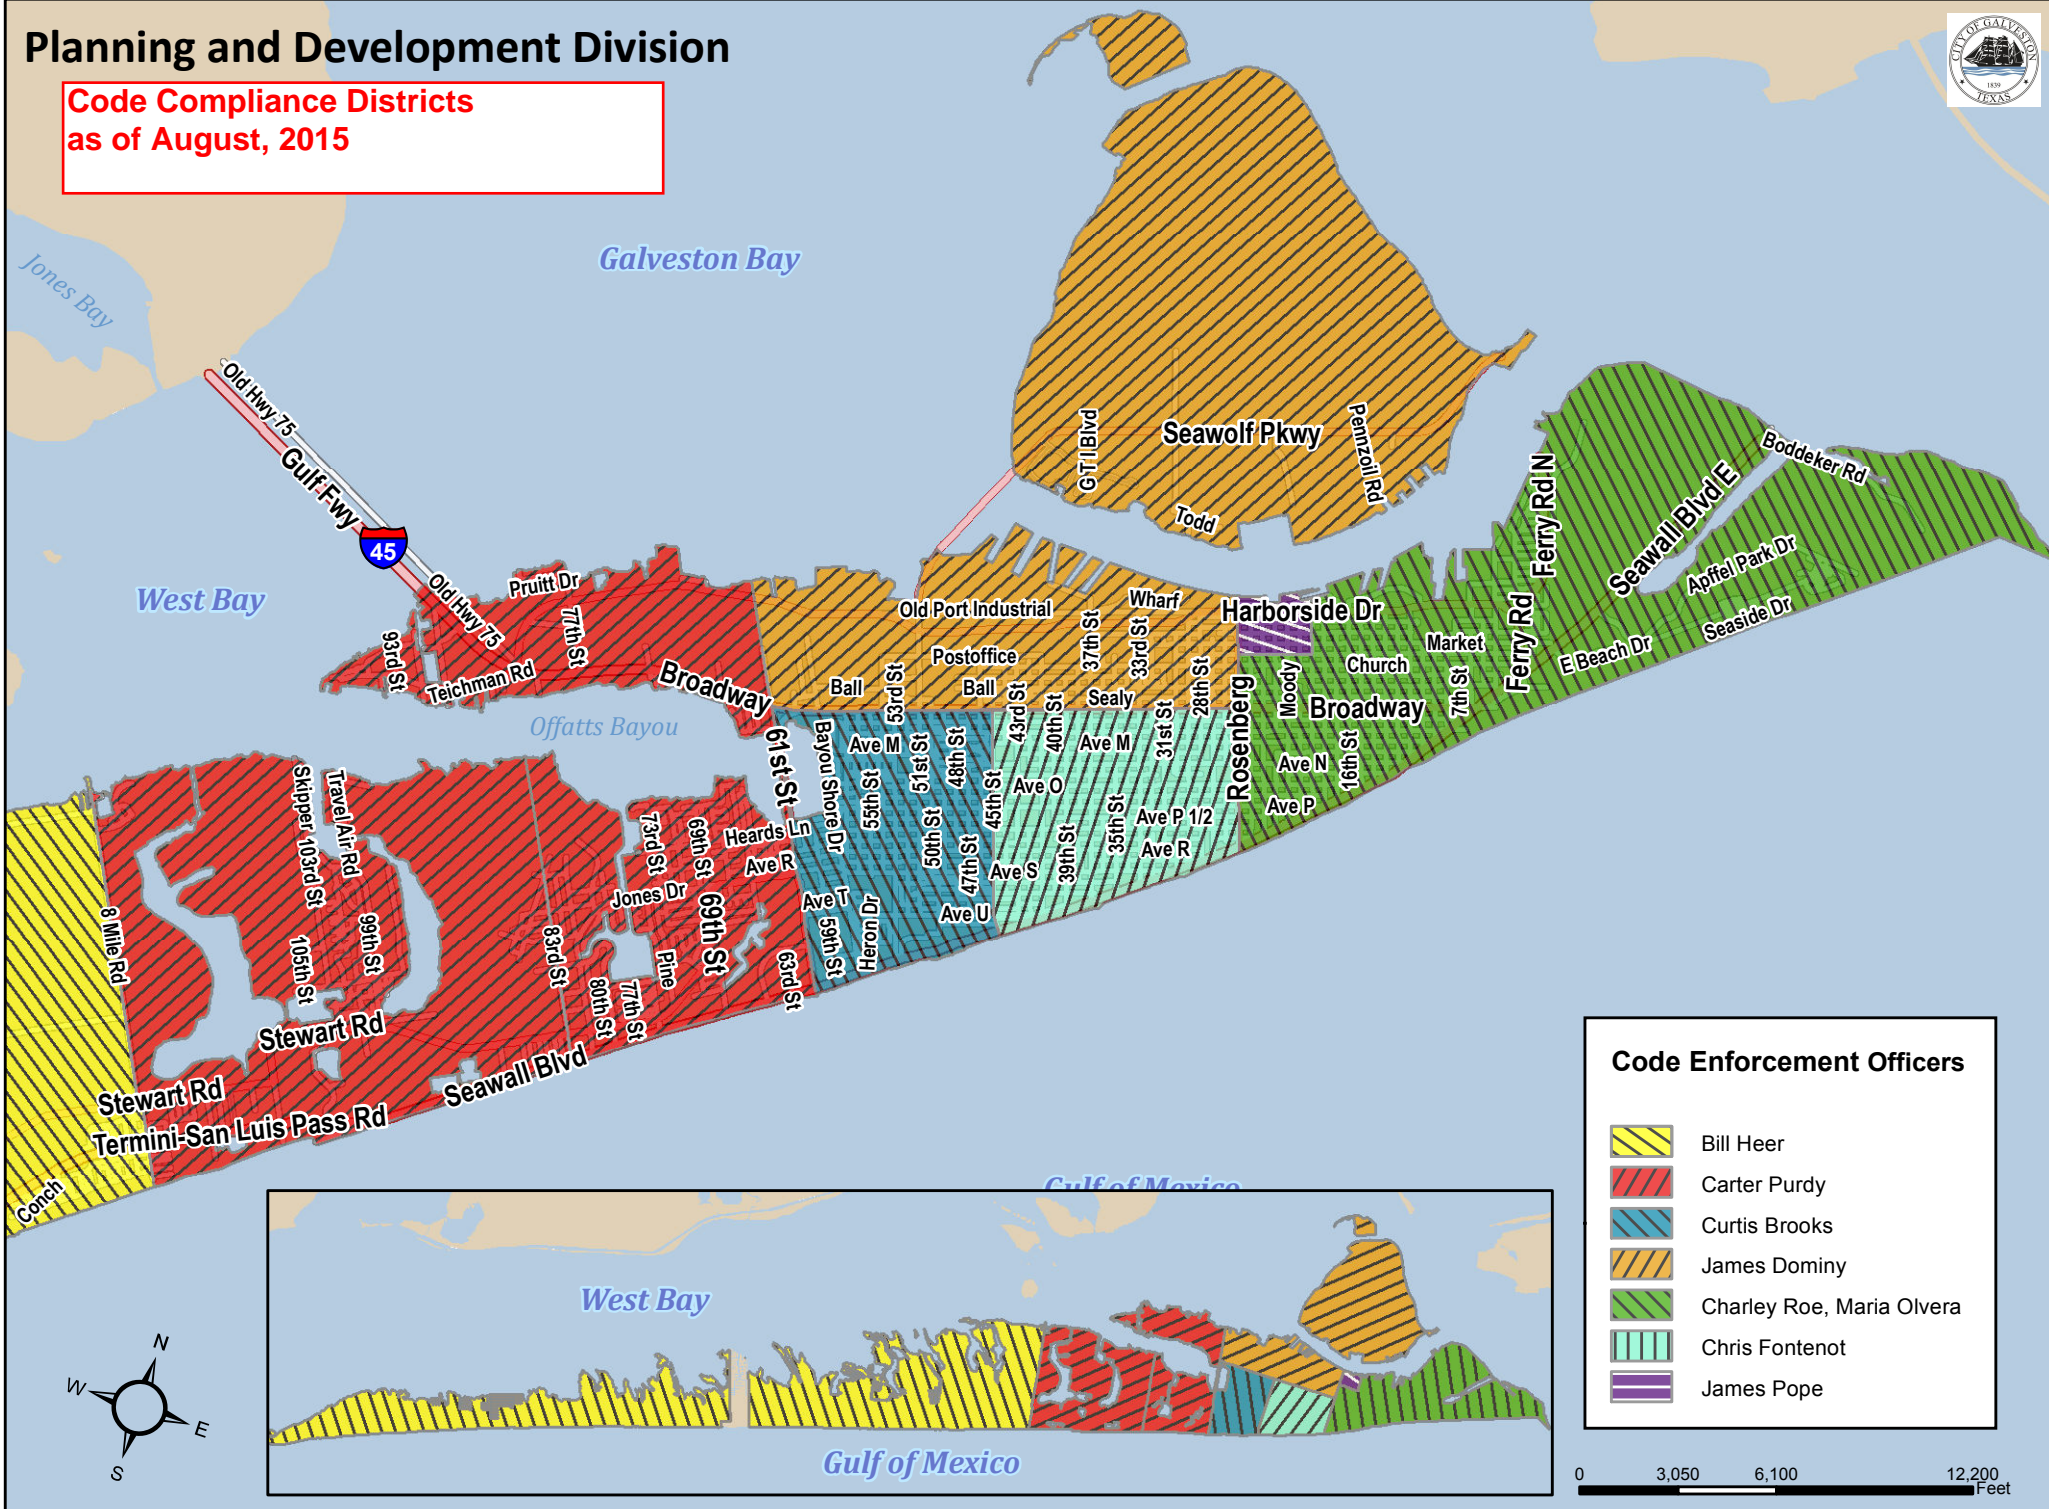 Planning and Development Division
Code Compliance Districts
as of August, 2015
CITY OF GALVESTON
1839
TEXAS
Jones Bay
Galveston Bay
West Bay
Old Hwy 75
Gulf Fwy
45
Old Hwy 75
Pruitt Dr
77th St
93rd St
Teichman Rd
Broadway
Offatts Bayou
61st St
Seawolf Pkwy
GT I Blvd
Pennzoil Rd
Todd
Old Port Industrial
Wharf
Harborside Dr
Postoffice
37th St
33rd St
Ball
53rd St
Ball
43rd St
40th St
Sealy
31st St
28th St
Rosenberg
Moody
Church
Market
Broadway
7th St
16th St
Ferry Rd
Ferry Rd N
Seawall Blvd E
Boddeker Rd
Apffel Park Dr
Seaside Dr
E Beach Dr
Ave N
Ave P
Bayou Shore Dr
Ave M
55th St
51st St
48th St
45th St
50th St
47th St
Ave U
Ave T
59th St
Heron Dr
Ave M
Ave O
Ave P 1/2
Ave R
35th St
39th St
Ave S
Skipper
103rd St
Travel Air Rd
105th St
99th St
8 Mile Rd
83rd St
73rd St
69th St
Heards Ln
Ave R
Jones Dr
69th St
Pine
80th St
77th St
63rd St
Stewart Rd
Stewart Rd
Seawall Blvd
Termini-San Luis Pass Rd
Conch
Gulf of Mexico
West Bay
Gulf of Mexico
N
W
E
S
Code Enforcement Officers
Bill Heer
Carter Purdy
Curtis Brooks
James Dominy
Charley Roe, Maria Olvera
Chris Fontenot
James Pope
0 3,050 6,100 12,200
Feet